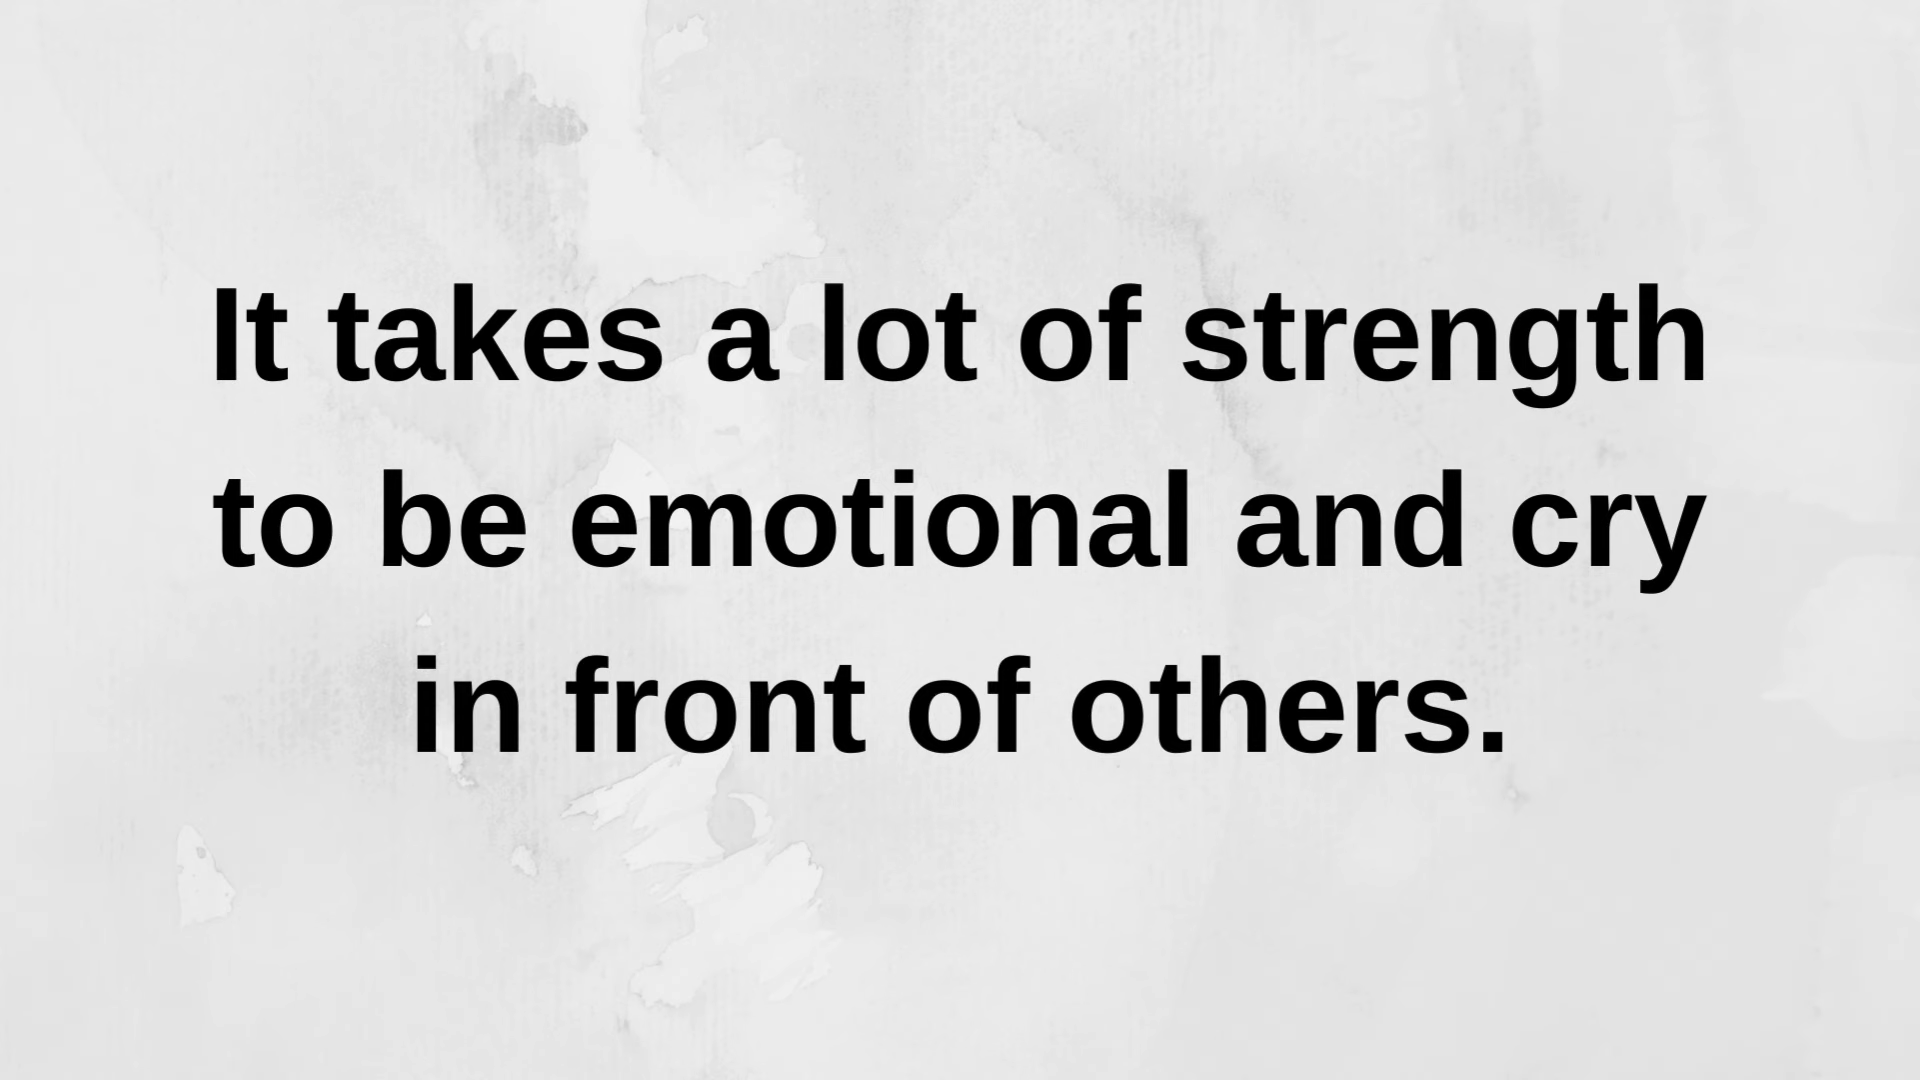 It takes a lot of strength
to be emotional and cry
in front of others.